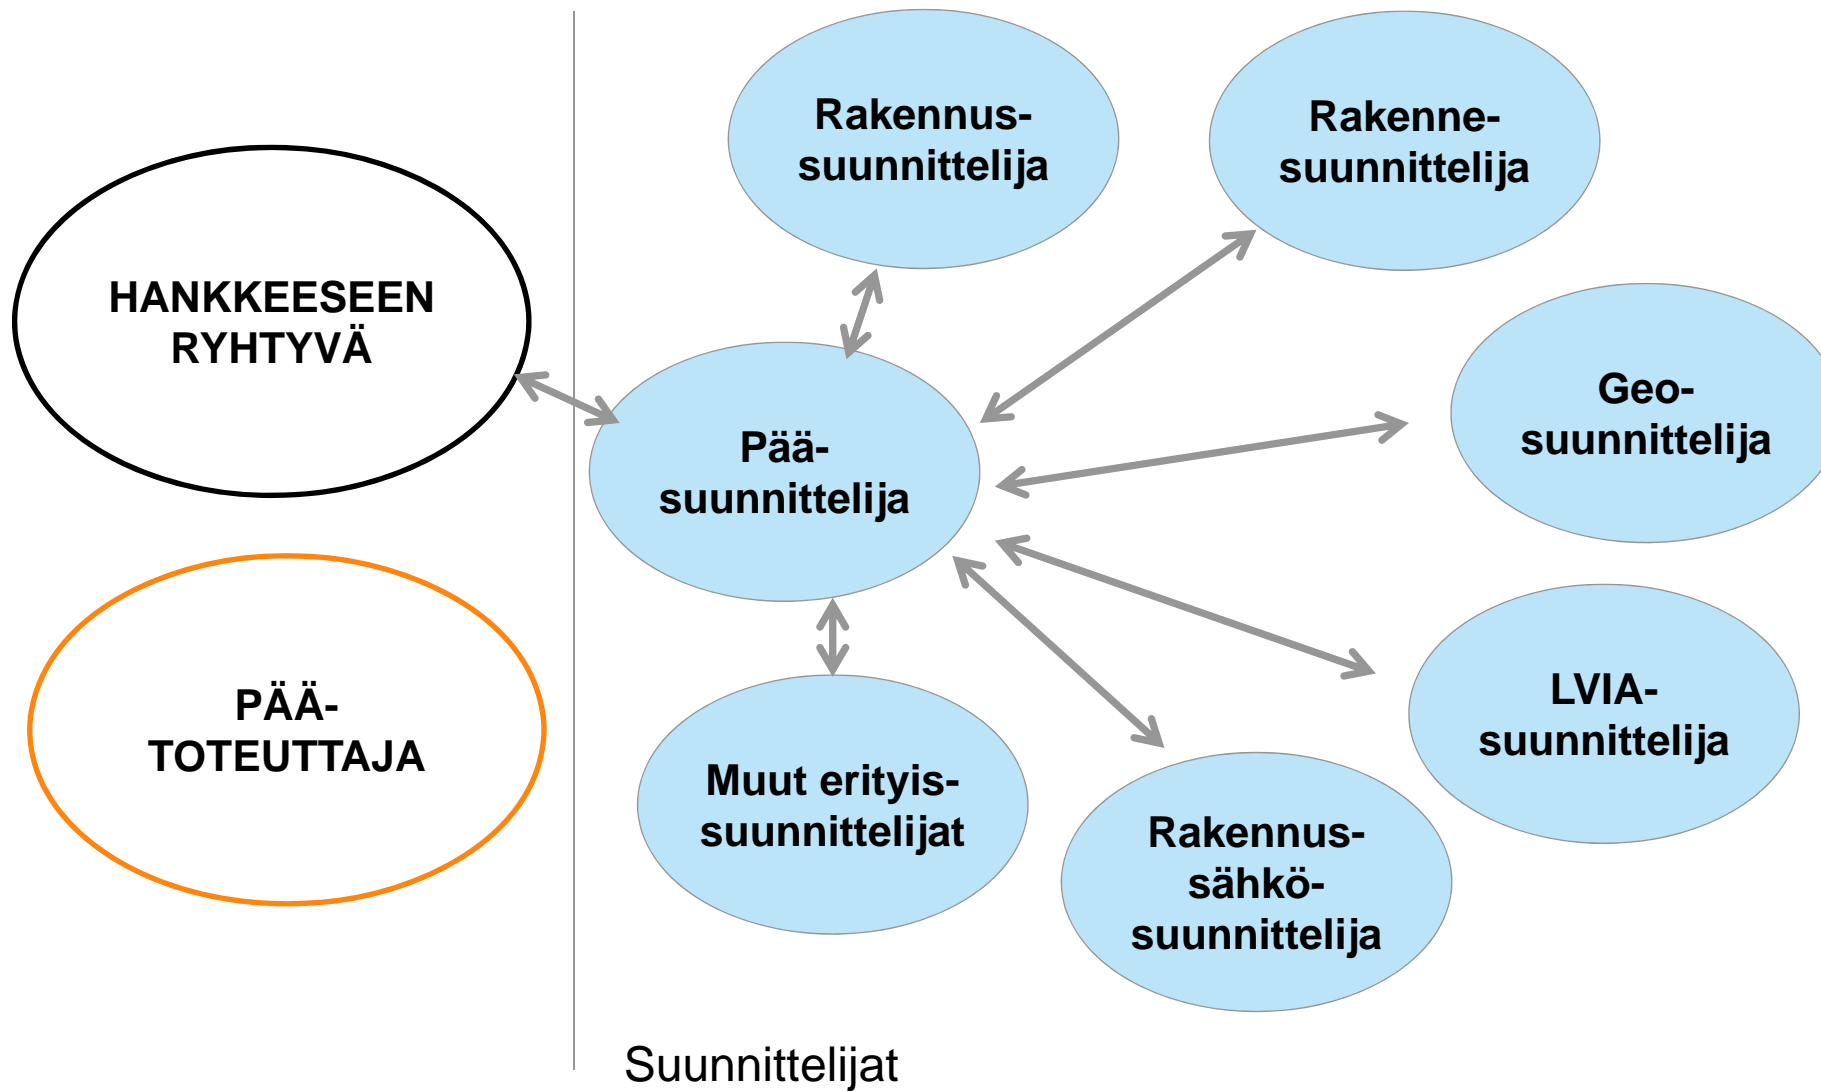 Rakennus-
suunnittelija
Rakenne-
suunnittelija
HANKKEESEEN
RYHTYVÄ
Geo-
suunnittelija
Pää-
suunnittelija
PÄÄ-
TOTEUTTAJA
LVIA-
suunnittelija
Muut erityis-
suunnittelijat
Rakennus-
sähkö-
suunnittelija
Suunnittelijat